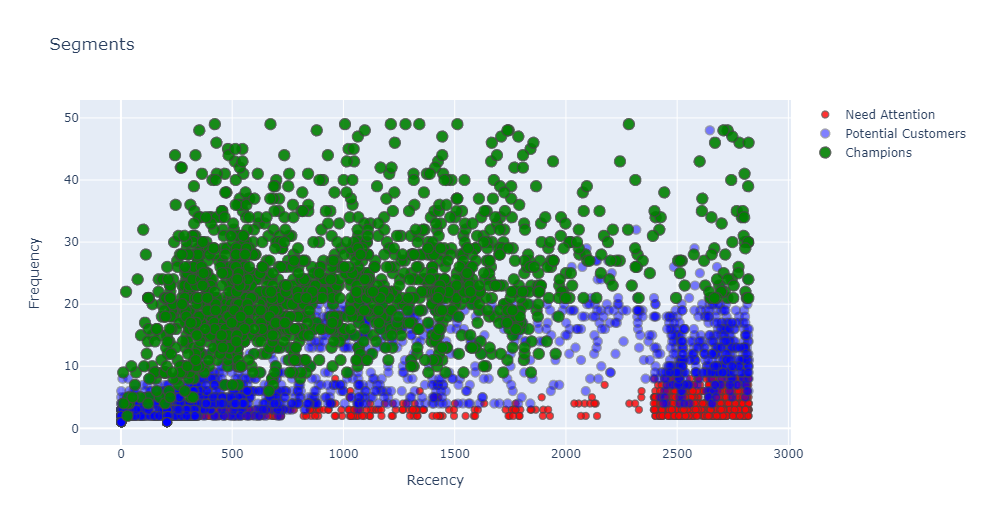 Segments
Need Attention
Potential Customers
Champions
Frequency
50
40
30
20
10
0
0 500 1000 1500 2000 2500 3000
Recency